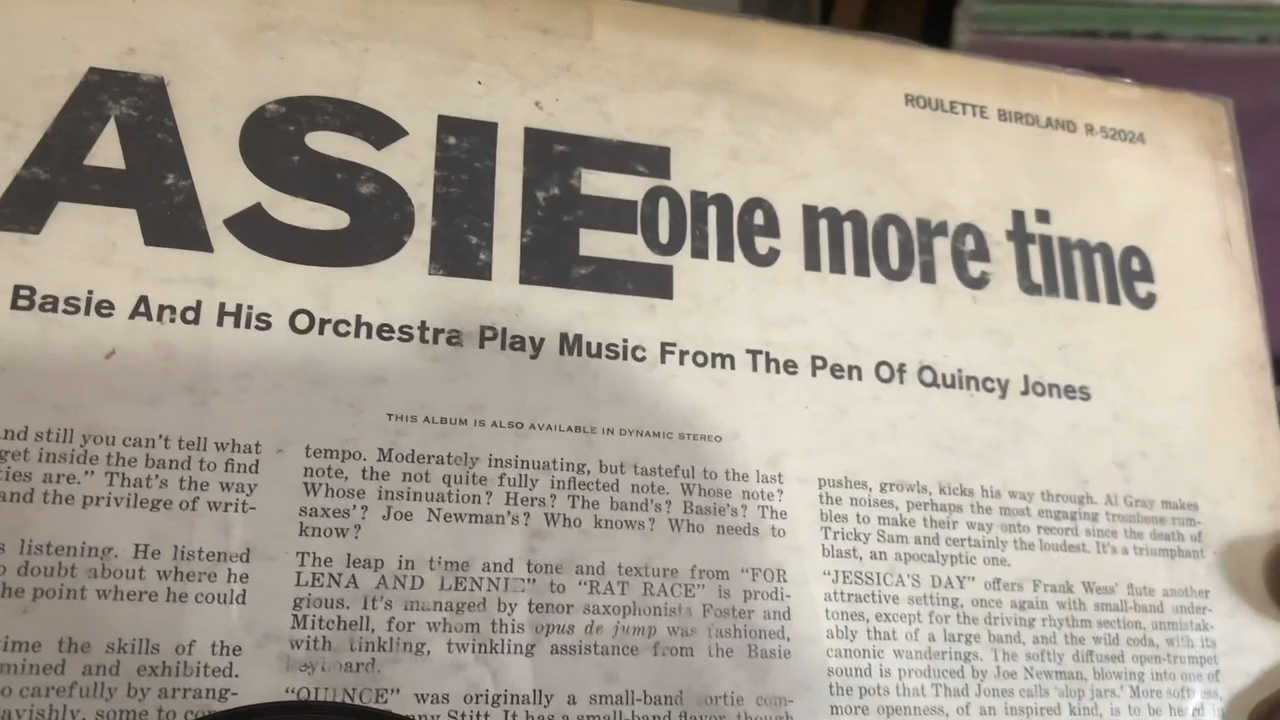 ROULETTE BIRDLAND R-52024
ASIE one more time
Basie And His Orchestra Play Music From The Pen Of Quincy Jones
THIS ALBUM IS ALSO AVAILABLE IN DYNAMIC STEREO
nd still you can't tell what
get inside the band to find
ties are." That's the way
and the privilege of writ-
s listening. He listened
o doubt about where he
he point where he could
time the skills of the
mined and exhibited.
o carefully by arrang-
avishly, some to
tempo. Moderately insinuating, but tasteful to the last
note, the not quite fully inflected note. Whose note?
Whose insinuation? Hers? The band's? Basie's? The
saxes'? Joe Newman's? Who knows? Who needs to
know?
The leap in time and tone and texture from "FOR
LENA AND LENNIE" to "RAT RACE" is prodi-
gious. It's managed by tenor saxophonists Foster and
Mitchell, for whom this opus de jump was fashioned,
with tinkling, twinkling assistance from the Basie
keyboard.
"QUINCE" was originally a small-band sortie com-
ny Stitt. It has a small-band flavor, though
pushes, growls, kicks his way through. Al Gray makes
the noises, perhaps the most engaging trombone rum-
bles to make their way onto record since the death of
Tricky Sam and certainly the loudest. It's a triumphant
blast, an apocalyptic one.
"JESSICA'S DAY" offers Frank Wess' flute another
attractive setting, once again with small-band under-
tones, except for the driving rhythm section, unmistak-
ably that of a large band, and the wild coda, with its
canonic wanderings. The softly diffused open-trumpet
sound is produced by Joe Newman, blowing into one of
the pots that Thad Jones calls 'slop jars.' More softness,
more openness, of an inspired kind, is to be heard in